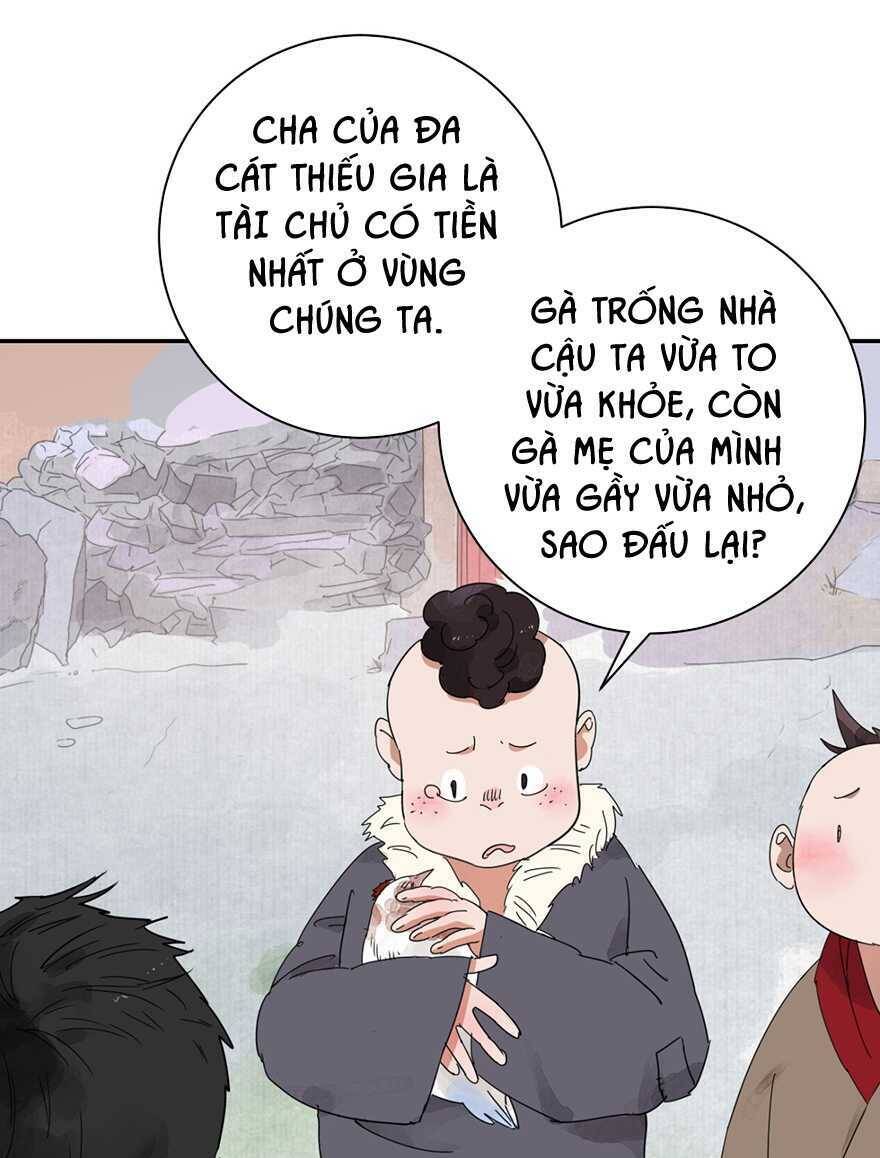 CHA CỦA ĐA
CÁT THIẾU GIA LÀ
TÀI CHỦ CÓ TIỀN
NHẤT Ở VÙNG
CHÚNG TA.
GÀ TRỐNG NHÀ
CẬU TA VỪA TO
VỪA KHỎE, CÒN
GÀ MẸ CỦA MÌNH
VỪA GẦY VỪA NHỎ,
SAO ĐẤU LẠI?